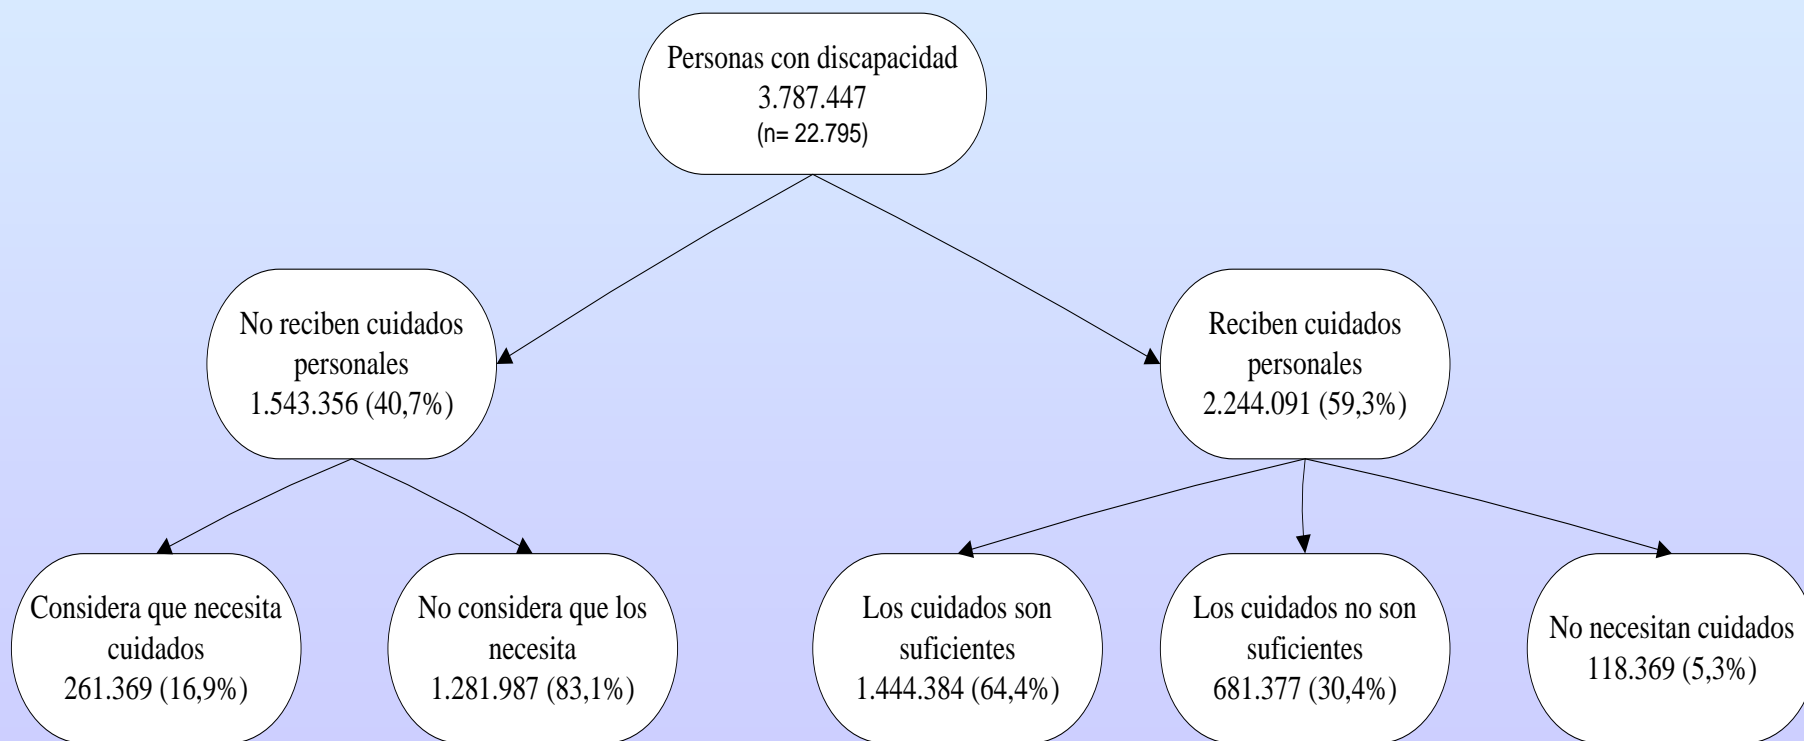 Personas con discapacidad
3.787.447
(n= 22.795)
No reciben cuidados
personales
1.543.356 (40,7%)
Reciben cuidados
personales
2.244.091 (59,3%)
Considera que necesita
cuidados
261.369 (16,9%)
No considera que los
necesita
1.281.987 (83,1%)
Los cuidados son
suficientes
1.444.384 (64,4%)
Los cuidados no son
suficientes
681.377 (30,4%)
No necesitan cuidados
118.369 (5,3%)